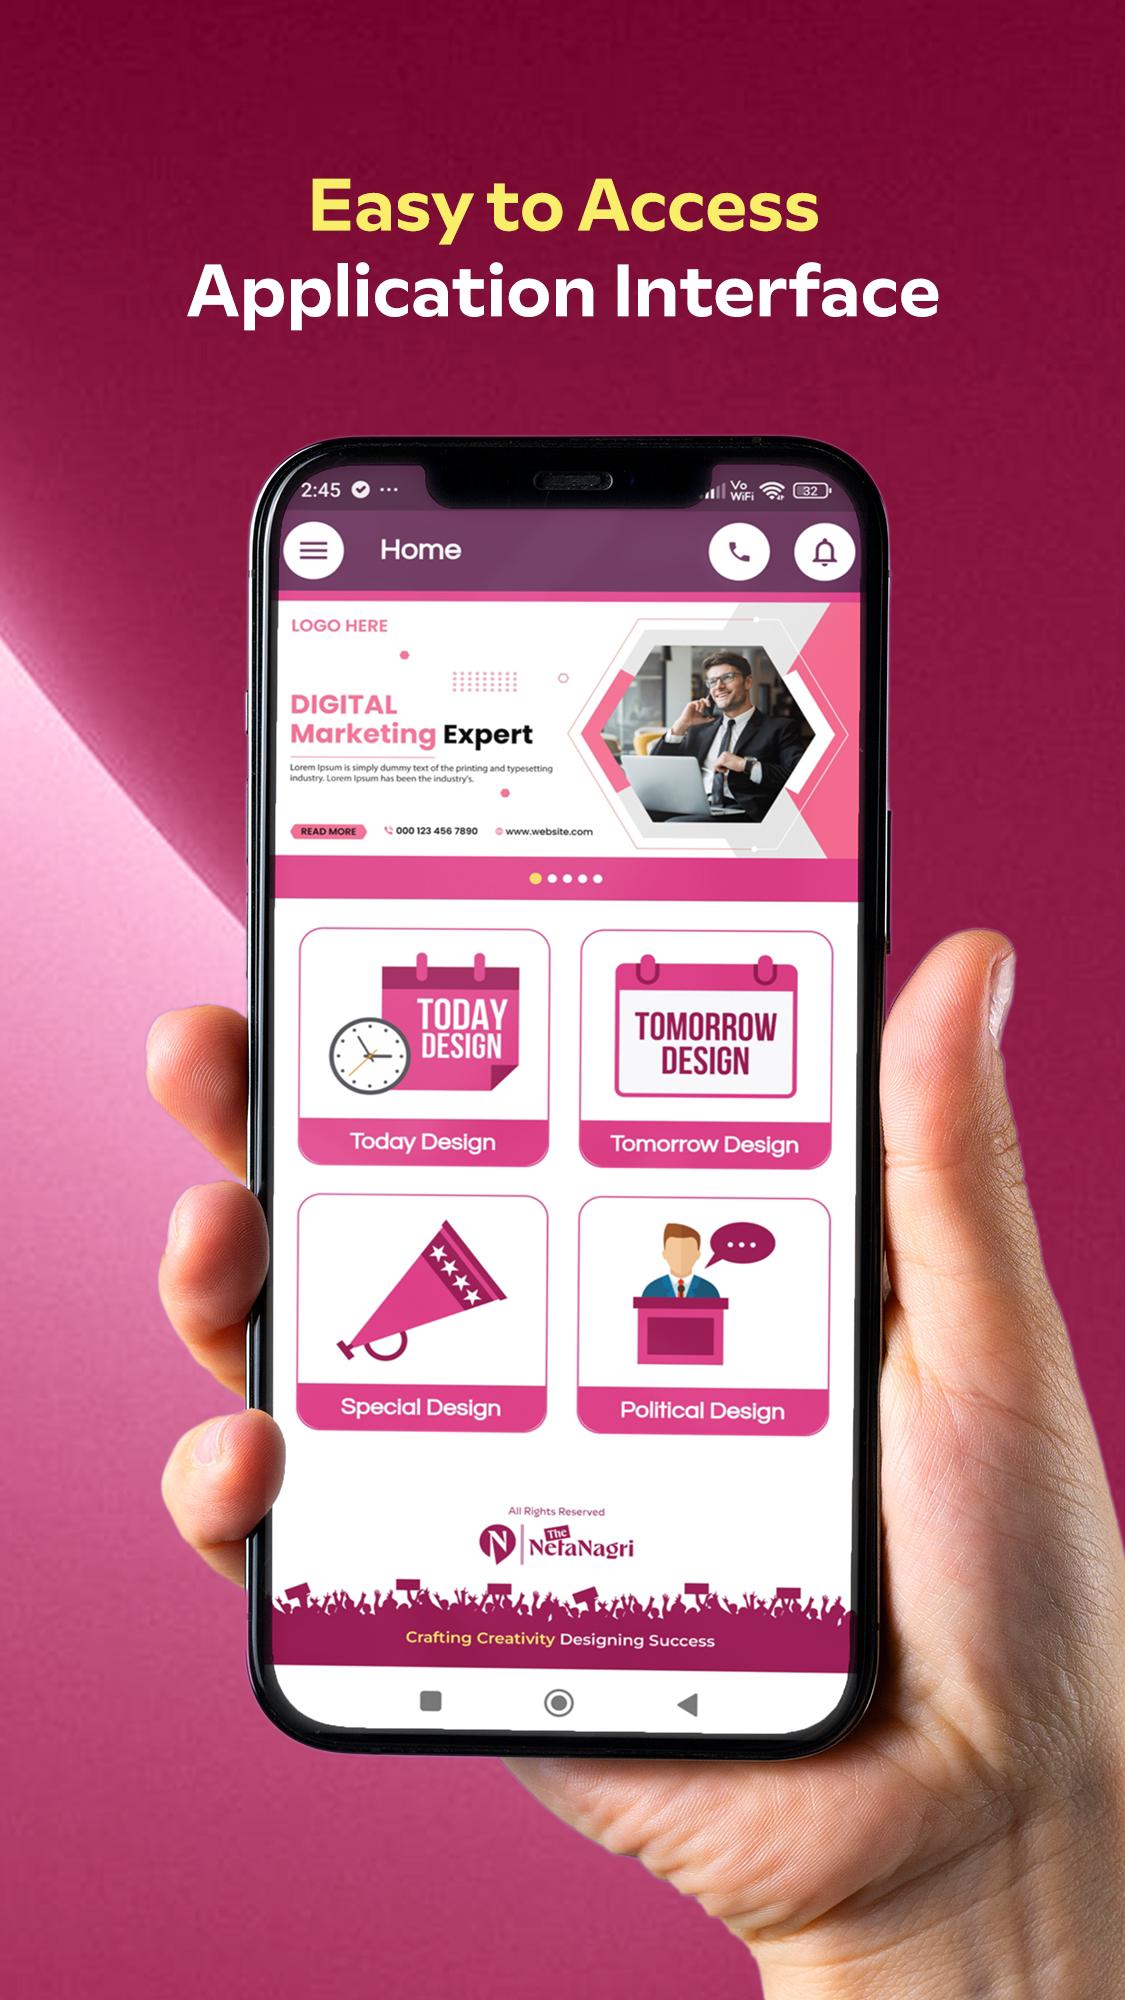 Easy to Access
Application Interface
2:45
Vo
WiFi
32
Home
LOGO HERE
DIGITAL
Marketing Expert
Lorem Ipsum is simply dummy text of the printing and typesetting
industry. Lorem Ipsum has been the industry's.
READ MORE
000 123 456 7890
www.website.com
TODAY
DESIGN
Today Design
TOMORROW
DESIGN
Tomorrow Design
Special Design
Political Design
All Rights Reserved
N
The
NetaNagri
Crafting Creativity Designing Success